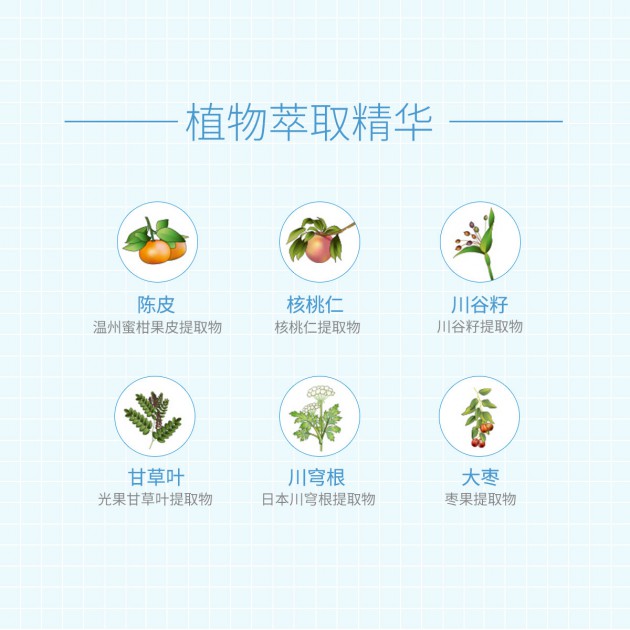 植物萃取精华
陈皮
核桃仁
川谷籽
温州蜜柑果皮提取物
核桃仁提取物
川谷籽提取物
甘草叶
川穹根
大枣
光果甘草叶提取物
日本川穹根提取物
枣果提取物